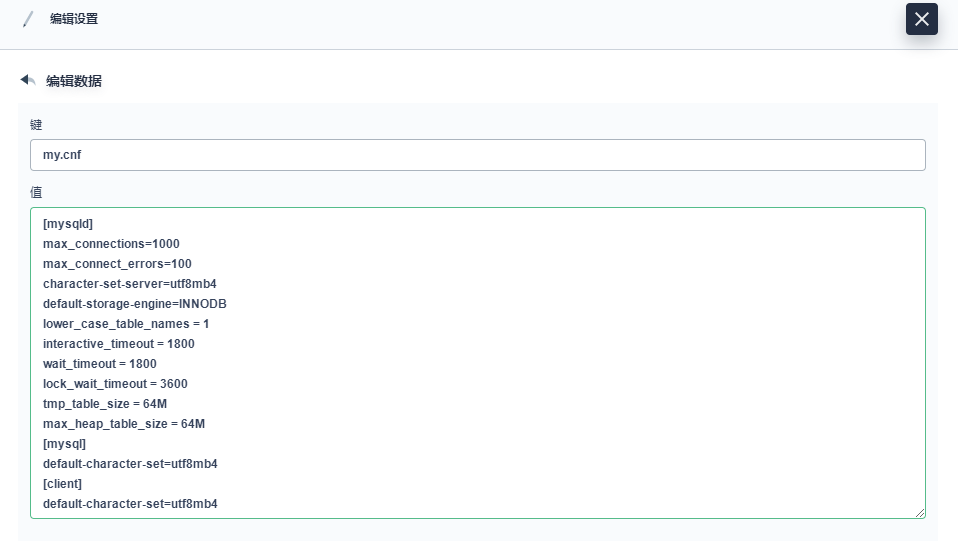 编辑设置
编辑数据
键
my.cnf
值
[mysqld]
max_connections=1000
max_connect_errors=100
character-set-server=utf8mb4
default-storage-engine=INNODB
lower_case_table_names = 1
interactive_timeout = 1800
wait_timeout = 1800
lock_wait_timeout = 3600
tmp_table_size = 64M
max_heap_table_size = 64M
[mysql]
default-character-set=utf8mb4
[client]
default-character-set=utf8mb4